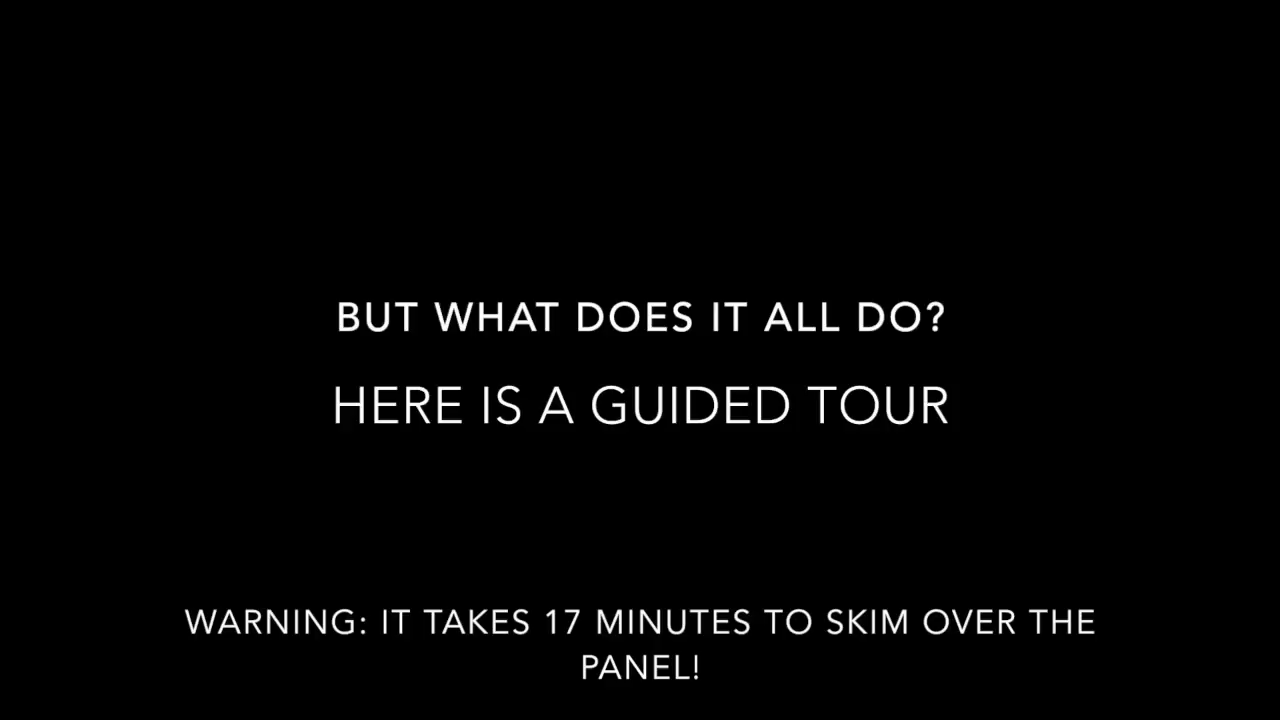 BUT WHAT DOES IT ALL DO?
HERE IS A GUIDED TOUR
WARNING: IT TAKES 17 MINUTES TO SKIM OVER THE
PANEL!